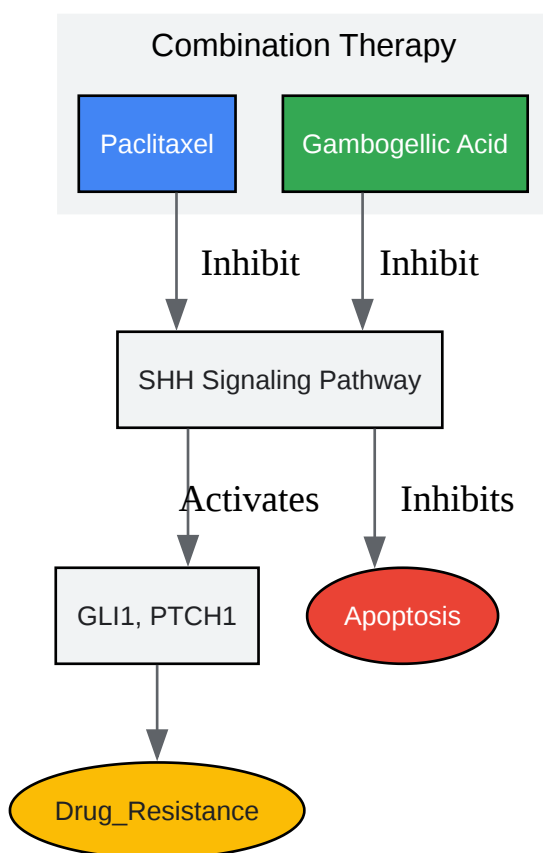 Combination Therapy
Paclitaxel
Gambogellic Acid
Inhibit
Inhibit
SHH Signaling Pathway
Activates
Inhibits
GLI1, PTCH1
Apoptosis
Drug_Resistance